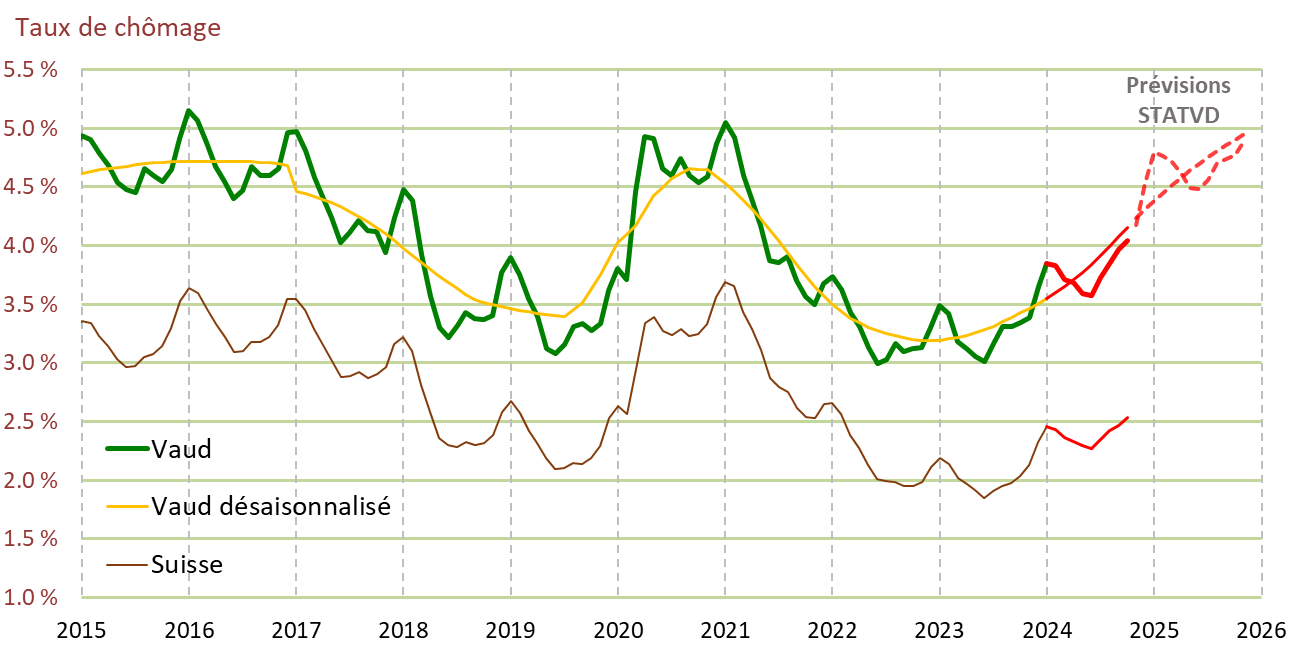 Taux de chômage
5.5 %
Prévisions
STATVD
5.0 %
4.5 %
4.0 %
3.5 %
3.0 %
2.5 %
Vaud
2.0 %
Vaud désaisonnalisé
1.5 %
Suisse
1.0 %
2015 2016 2017 2018 2019 2020 2021 2022 2023 2024 2025 2026